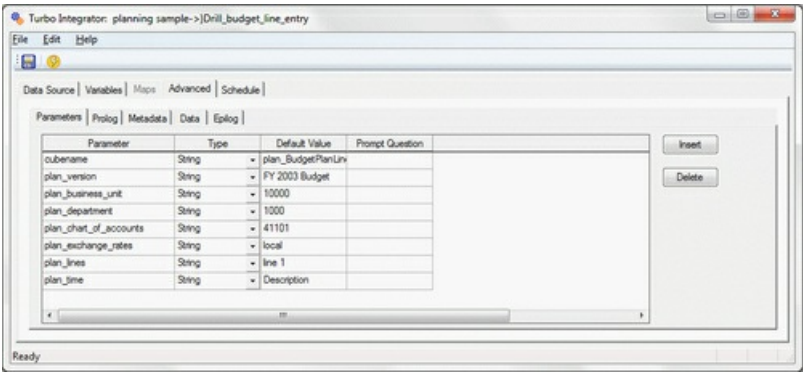 Turbo Integrator: planning sample->}Drill_budget_line_entry
File Edit Help
Data Source Variables Maps Advanced Schedule
Parameters Prolog Metadata Data Epilog
Parameter Type Default Value Prompt Question
cubename String plan_BudgetPlanLin
plan_version String FY 2003 Budget
plan_business_unit String 10000
plan_department String 1000
plan_chart_of_accounts String 41101
plan_exchange_rates String local
plan_lines String line 1
plan_time String Description
Insert
Delete
Ready